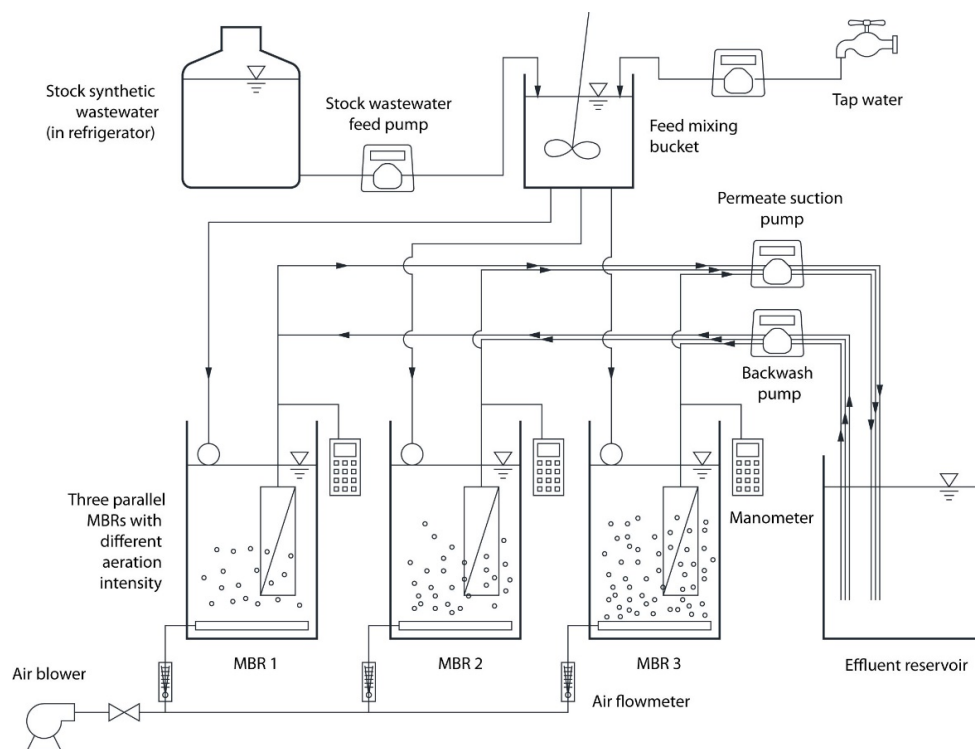 Stock synthetic
wastewater
(in refrigerator)
Stock wastewater
feed pump
Feed mixing
bucket
Tap water
Permeate suction
pump
Backwash
pump
Three parallel
MBRs with
different
aeration
intensity
Manometer
MBR 1
MBR 2
MBR 3
Effluent reservoir
Air blower
Air flowmeter